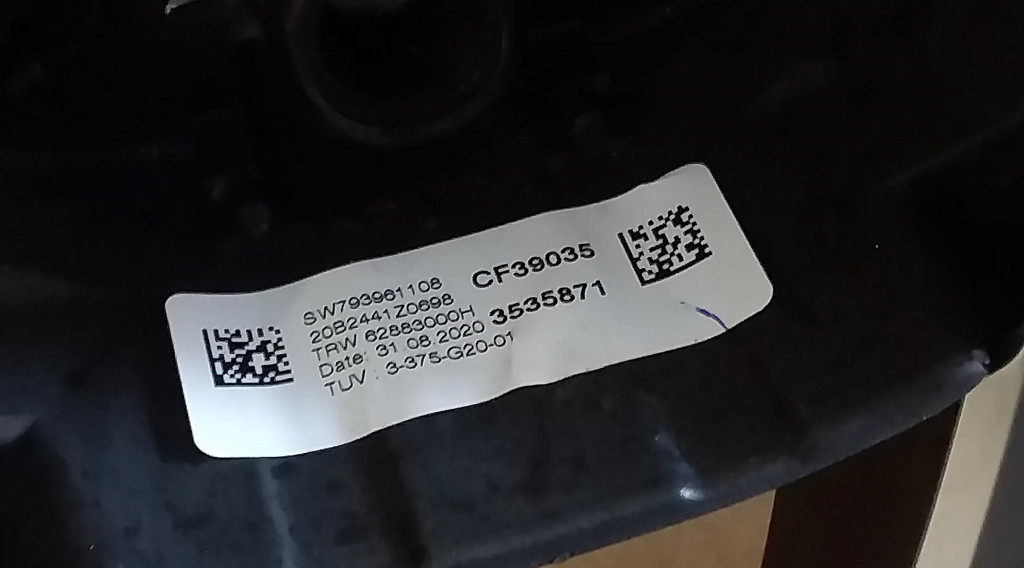 SW793961108
20B2441Z0698
TRW 62883000H
Date: 31.08.2020
TUV : 3-375-G20-01
CF39035
3535871